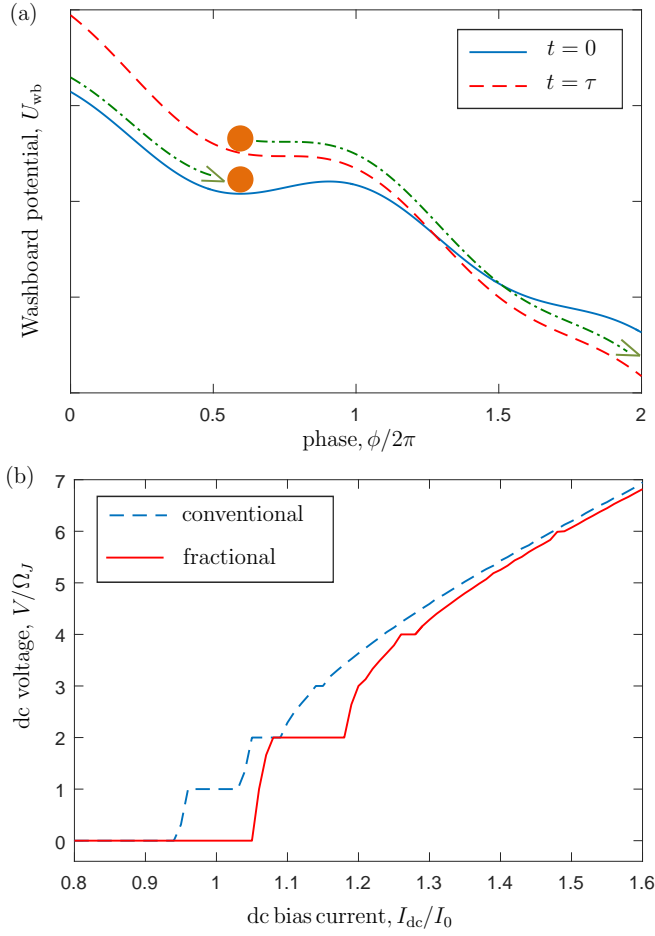 (a)
Washboard potential, U_wb
t = 0
t = τ
0
0.5
1
1.5
2
phase, ϕ/2π
(b)
dc voltage, V/Ω_J
7
6
5
4
3
2
1
0
conventional
fractional
0.8
0.9
1
1.1
1.2
1.3
1.4
1.5
1.6
dc bias current, I_dc/I_0